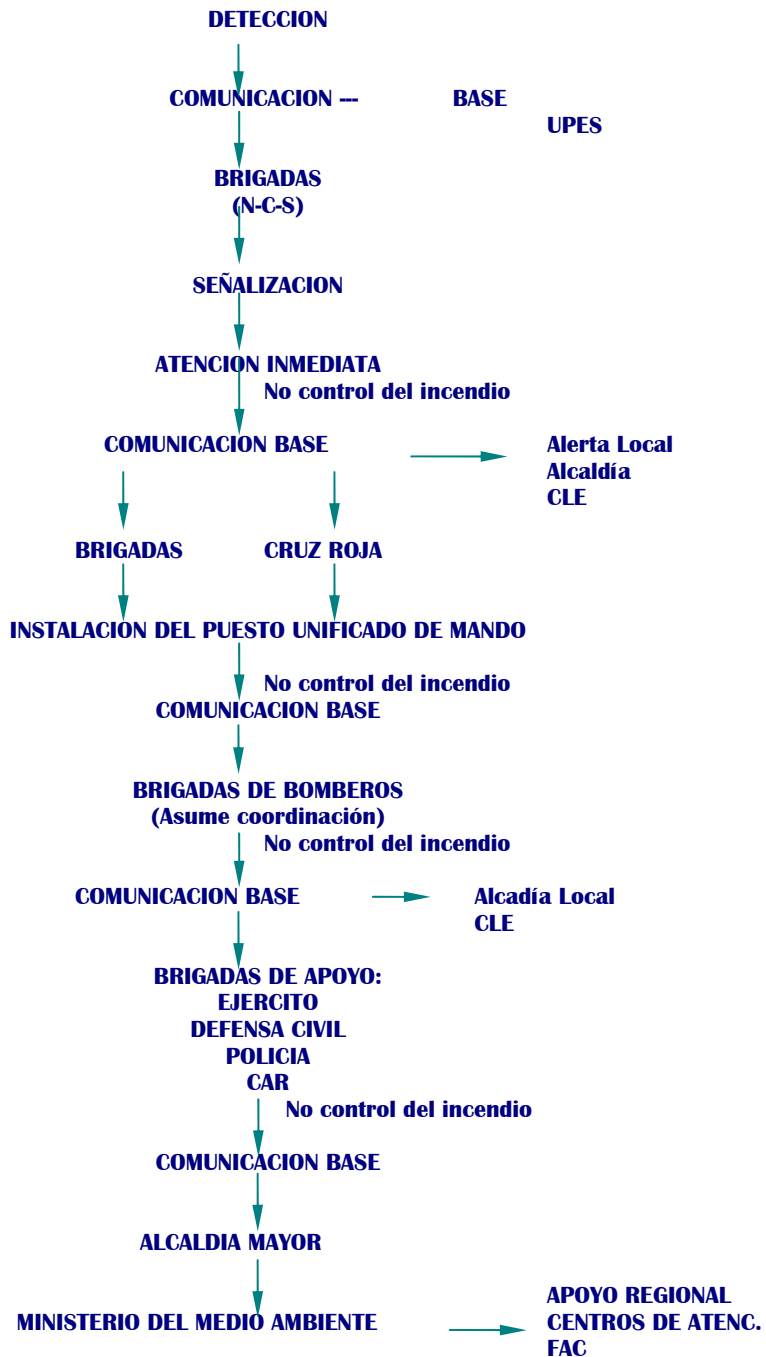 DETECCION
COMUNICACION --- BASE
UPES
BRIGADAS
(N-C-S)
SEÑALIZACION
ATENCION INMEDIATA
No control del incendio
COMUNICACION BASE
Alerta Local
Alcaldía
CLE
BRIGADAS
CRUZ ROJA
INSTALACION DEL PUESTO UNIFICADO DE MANDO
No control del incendio
COMUNICACION BASE
BRIGADAS DE BOMBEROS
(Asume coordinación)
No control del incendio
COMUNICACION BASE
Alcadía Local
CLE
BRIGADAS DE APOYO:
EJERCITO
DEFENSA CIVIL
POLICIA
CAR
No control del incendio
COMUNICACION BASE
ALCALDIA MAYOR
MINISTERIO DEL MEDIO AMBIENTE
APOYO REGIONAL
CENTROS DE ATENC.
FAC